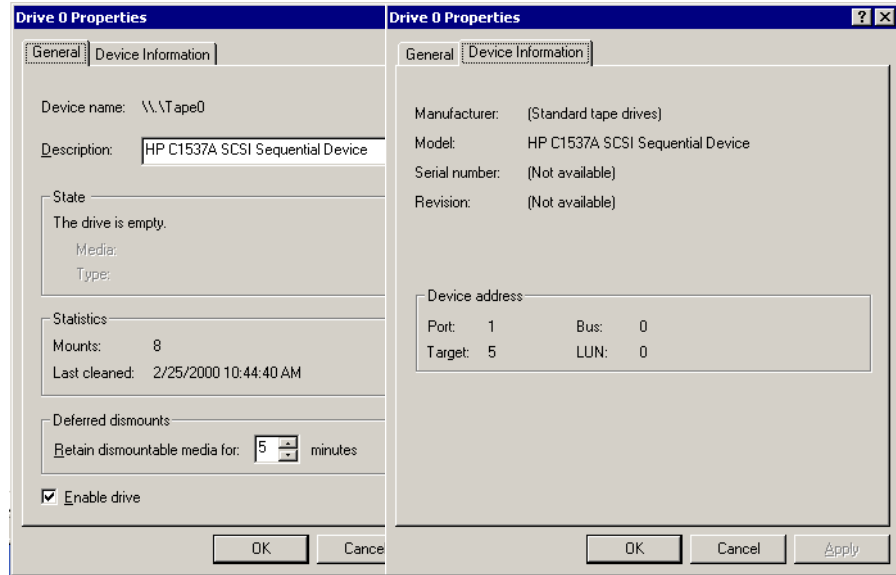 Drive 0 Properties
General Device Information
Device name: \\.\Tape0
Description: HP C1537A SCSI Sequential Device
State
The drive is empty.
Media:
Type:
Statistics
Mounts: 8
Last cleaned: 2/25/2000 10:44:40 AM
Deferred dismounts
Retain dismountable media for: 5 minutes
Enable drive
OK Cance
Drive 0 Properties
General Device Information
Manufacturer: (Standard tape drives)
Model: HP C1537A SCSI Sequential Device
Serial number: (Not available)
Revision: (Not available)
Device address
Port: 1 Bus: 0
Target: 5 LUN: 0
OK Cancel Apply